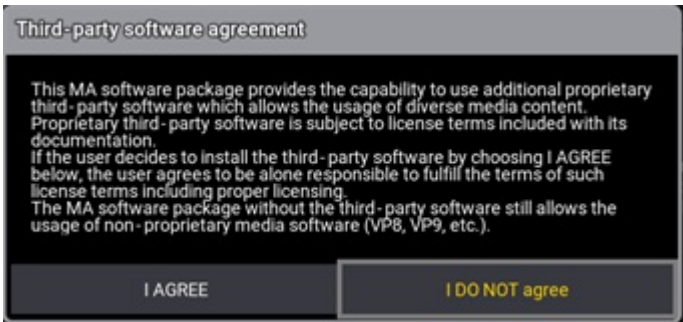 Third-party software agreement
This MA software package provides the capability to use additional proprietary
third-party software which allows the usage of diverse media content.
Proprietary third-party software is subject to license terms included with its
documentation.
If the user decides to install the third-party software by choosing I AGREE
below, the user agrees to be alone responsible to fulfill the terms of such
license terms including proper licensing.
The MA software package without the third-party software still allows the
usage of non-proprietary media software (VP8, VP9, etc.).
I AGREE
I DO NOT agree